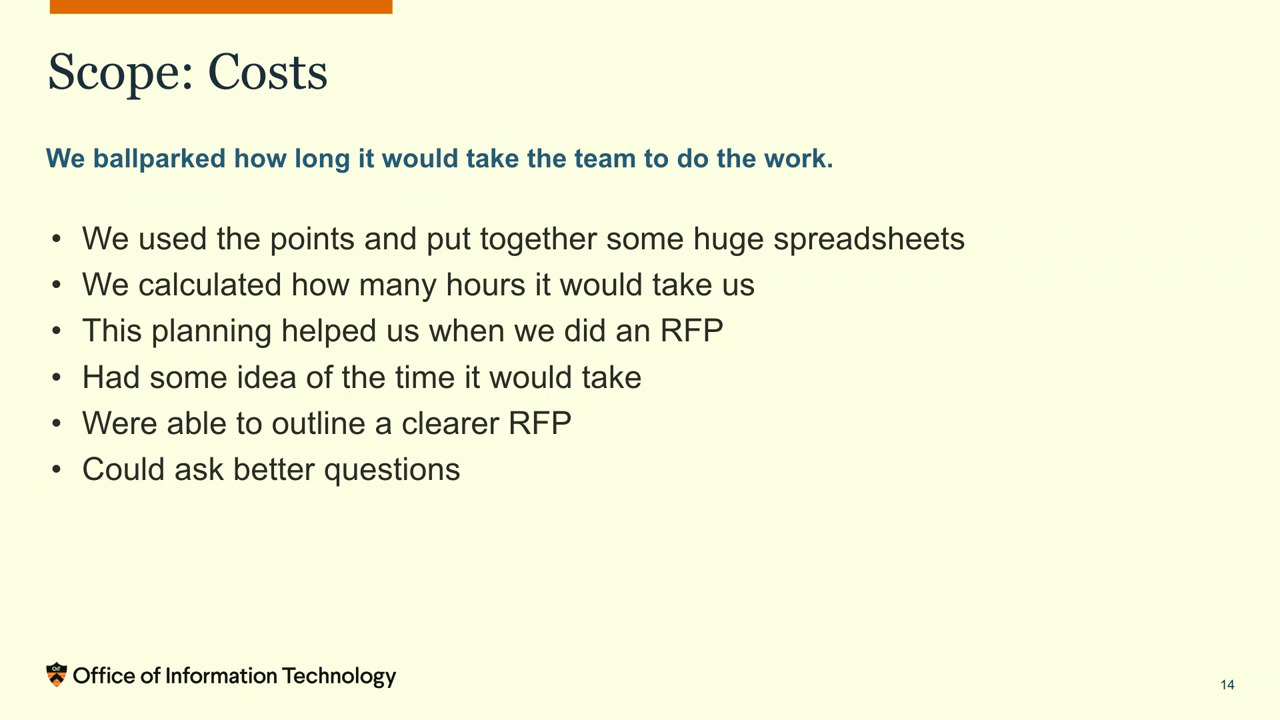 Scope: Costs
We ballparked how long it would take the team to do the work.
• We used the points and put together some huge spreadsheets
• We calculated how many hours it would take us
• This planning helped us when we did an RFP
• Had some idea of the time it would take
• Were able to outline a clearer RFP
• Could ask better questions
Office of Information Technology
14